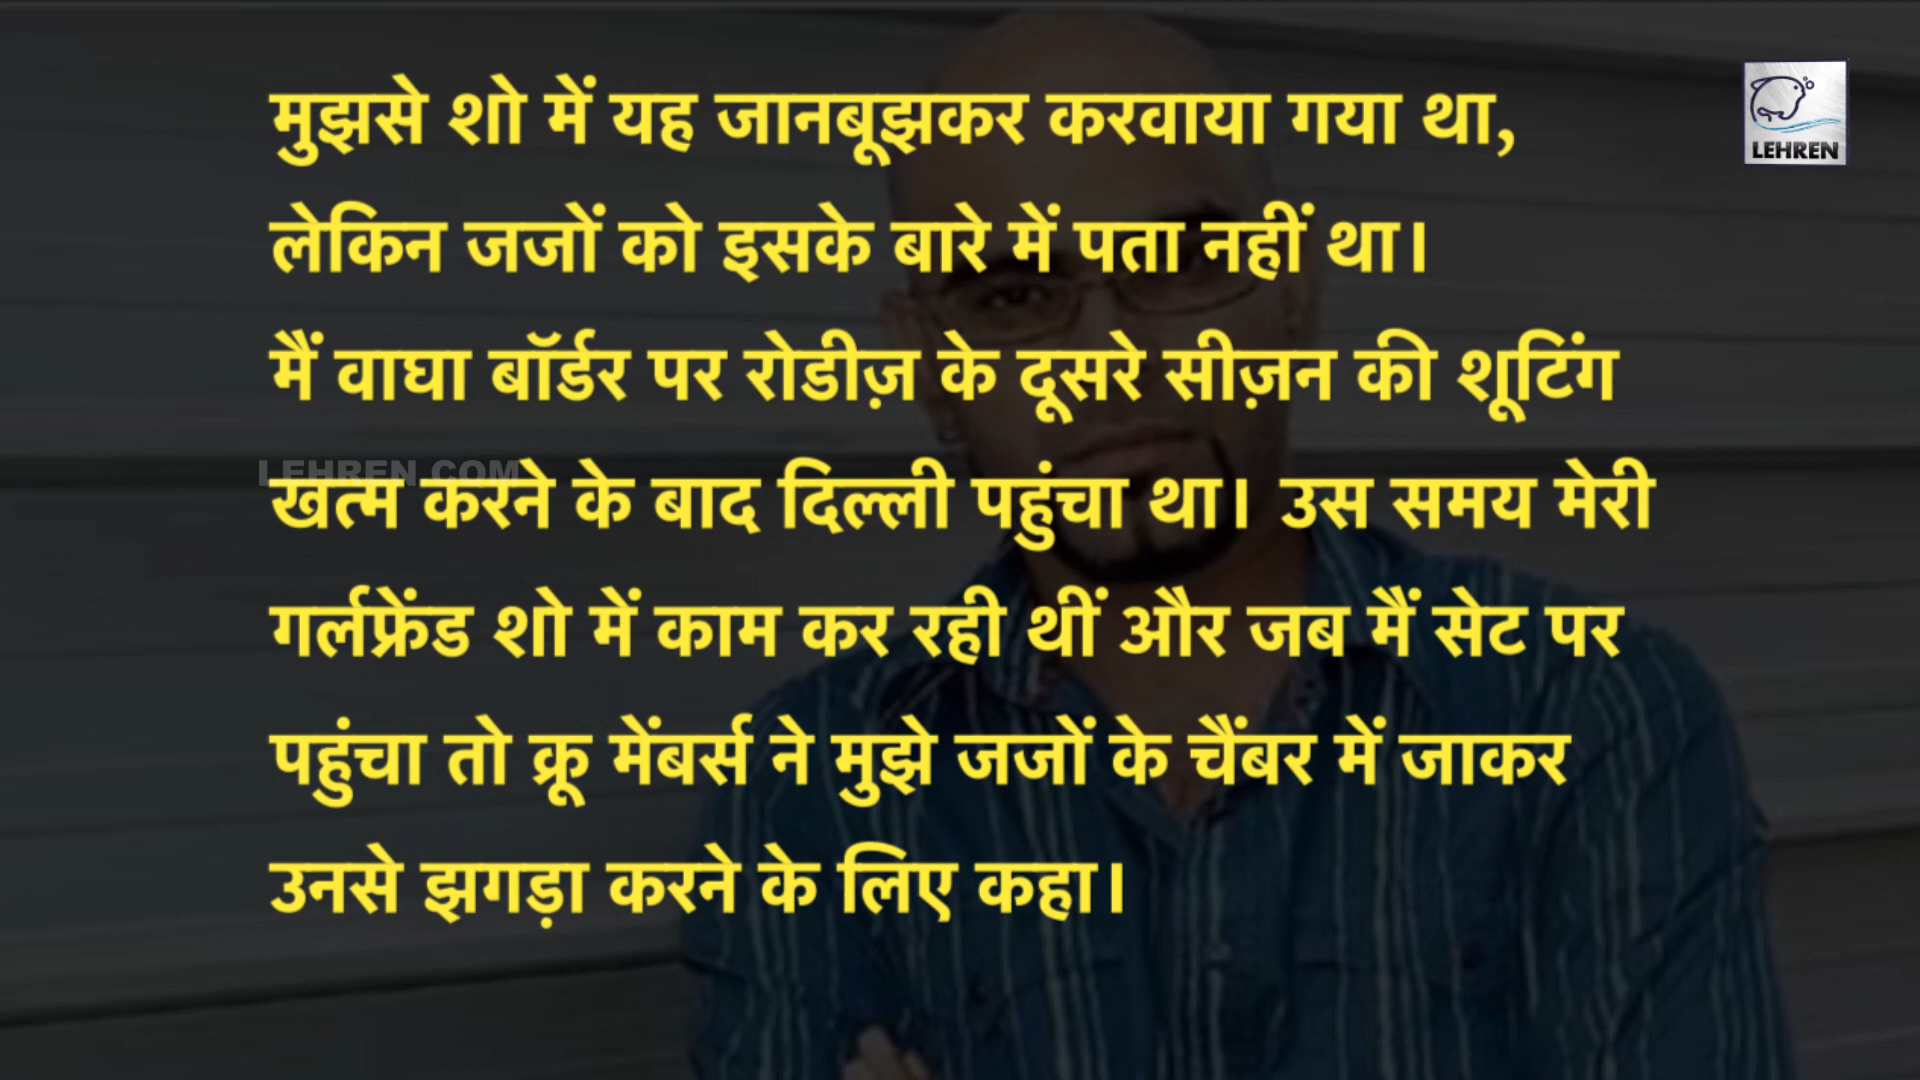 मुझसे शो में यह जानबूझकर करवाया गया था,
LEHREN
लेकिन जजों को इसके बारे में पता नहीं था।
मैं वाघा बॉर्डर पर रोडीज़ के दूसरे सीज़न की शूटिंग
LEHREN.COM
खत्म करने के बाद दिल्ली पहुंचा था। उस समय मेरी
गर्लफ्रेंड शो में काम कर रही थीं और जब मैं सेट पर
पहुंचा तो क्रू मेंबर्स ने मुझे जजों के चैंबर में जाकर
उनसे झगड़ा करने के लिए कहा।